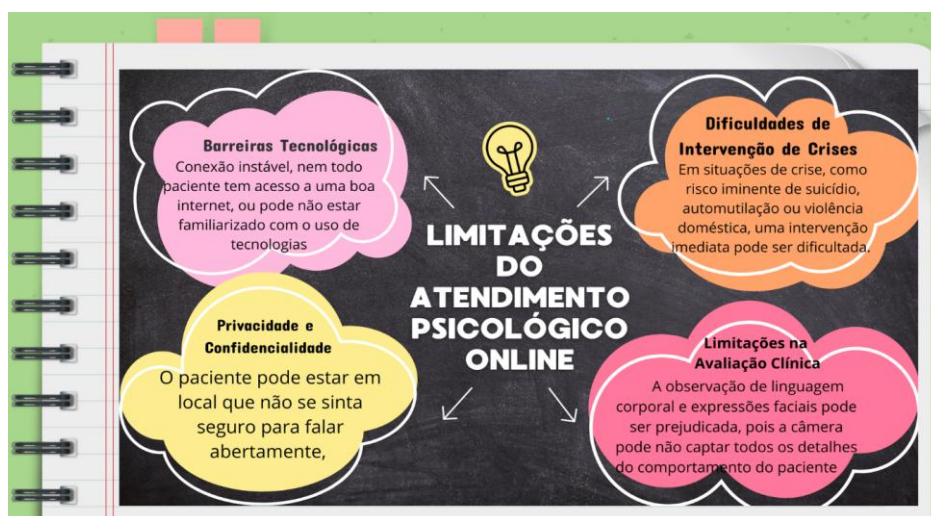 Barreiras Tecnológicas
Conexão instável, nem todo
paciente tem acesso a uma boa
internet, ou pode não estar
familiarizado com o uso de
tecnologias
Dificuldades de
Intervenção de Crises
Em situações de crise, como
risco iminente de suicídio,
automutilação ou violência
doméstica, uma intervenção
imediata pode ser dificultada.
LIMITAÇÕES
DO
ATENDIMENTO
PSICOLÓGICO
ONLINE
Privacidade e
Confidencialidade
O paciente pode estar em
local que não se sinta
seguro para falar
abertamente,
Limitações na
Avaliação Clínica
A observação de linguagem
corporal e expressões faciais pode
ser prejudicada, pois a câmera
pode não captar todos os detalhes
do comportamento do paciente